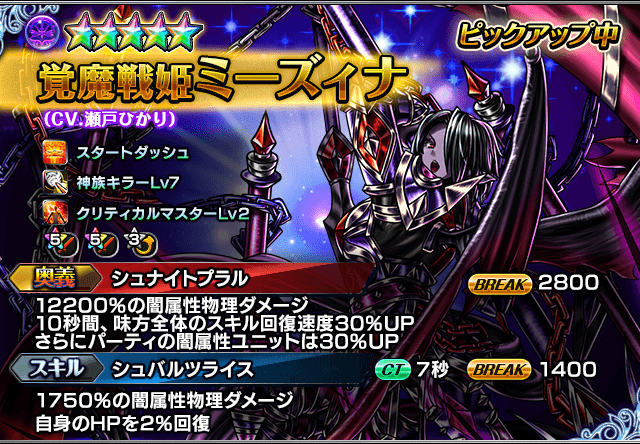 ピックアップ中
覚魔戦姫ミーズィナ
(CV.瀬戸ひかり)
スタートダッシュ
神族キラーLv7
クリティカルマスターLv2
5 5 3
奥義 シュナイトプラル BREAK 2800
12200%の闇属性物理ダメージ
10秒間、味方全体のスキル回復速度30%UP
さらにパーティの闇属性ユニットは30%UP
スキル シュバルツライス CT 7秒 BREAK 1400
1750%の闇属性物理ダメージ
自身のHPを2%回復